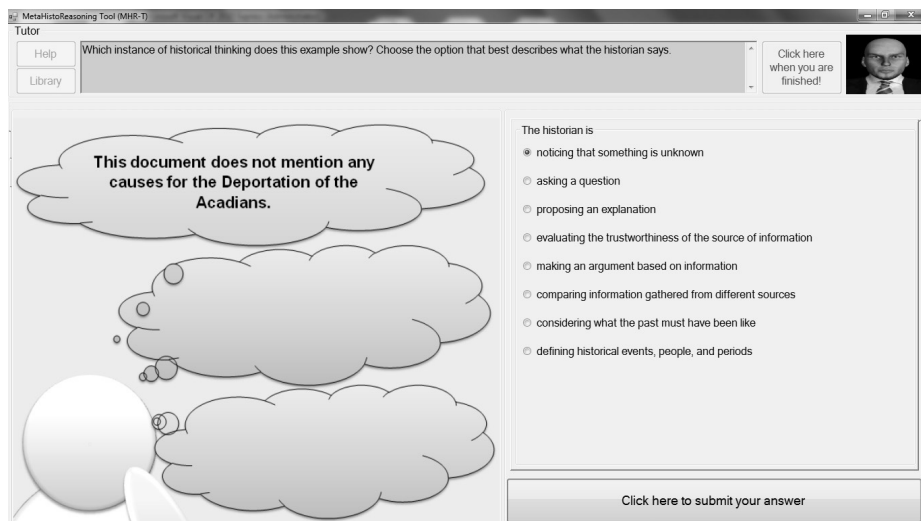 MetaHistoReasoning Tool (MHR-T)
Tutor
Help
Library
Which instance of historical thinking does this example show? Choose the option that best describes what the historian says.
Click here
when you are
finished!
This document does not mention any
causes for the Deportation of the
Acadians.
The historian is
noticing that something is unknown
asking a question
proposing an explanation
evaluating the trustworthiness of the source of information
making an argument based on information
comparing information gathered from different sources
considering what the past must have been like
defining historical events, people, and periods
Click here to submit your answer